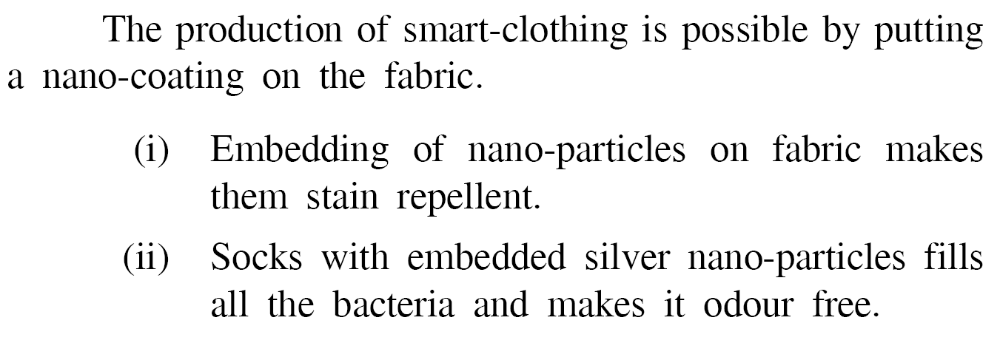 The production of smart-clothing is possible by putting
a nano-coating on the fabric.
(i) Embedding of nano-particles on fabric makes
them stain repellent.
(ii) Socks with embedded silver nano-particles fills
all the bacteria and makes it odour free.